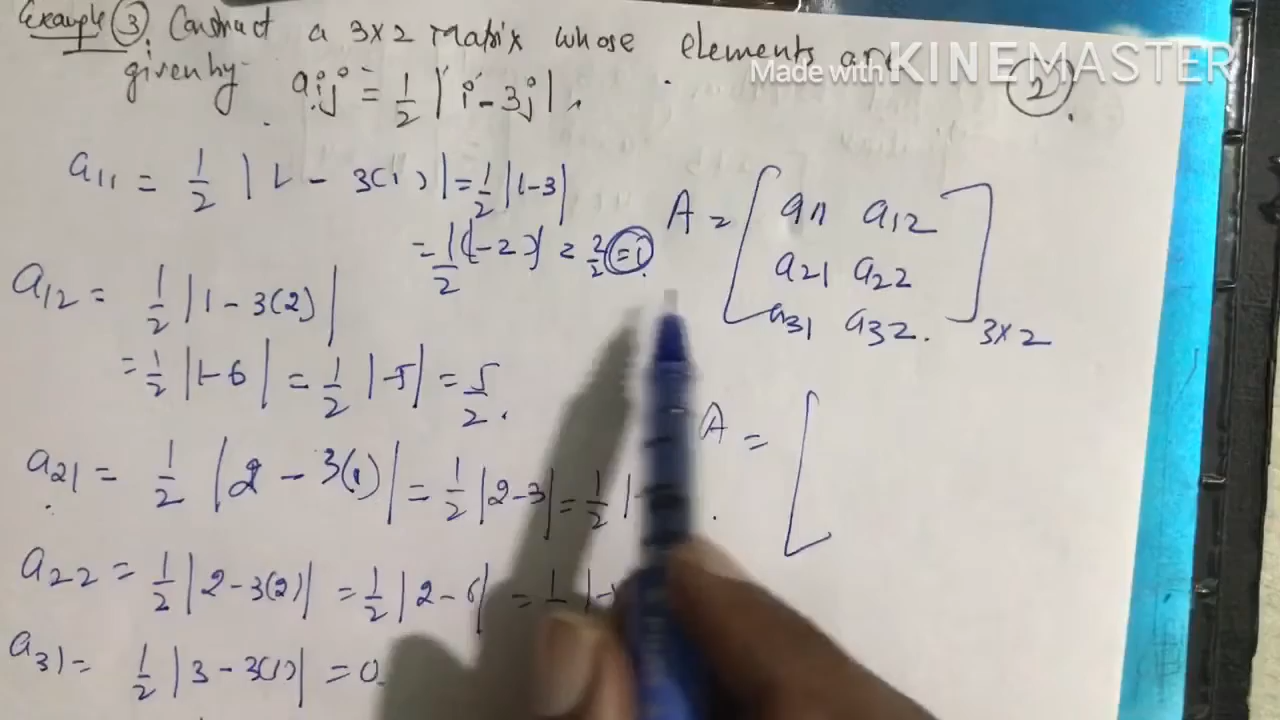 Example ③. Construct a 3x2 Matrix whose elements are
given by aij = 1/2 |i - 3j|.
Made with KINEMASTER
②.
a11 = 1/2 |1 - 3(1)| = 1/2 |1-3|
= 1/2 |(-2)| = 2/2 = 1.
A = [ a11 a12
a21 a22
a31 a32. ] 3x2
a12 = 1/2 |1 - 3(2)|
= 1/2 |1-6| = 1/2 |-5| = 5/2.
A = [
a21 = 1/2 |2 - 3(1)| = 1/2 |2-3| = 1/2 |-
a22 = 1/2 |2-3(2)| = 1/2 |2-6| = 1/2 |-
a31 = 1/2 |3-3(1)| = 0.